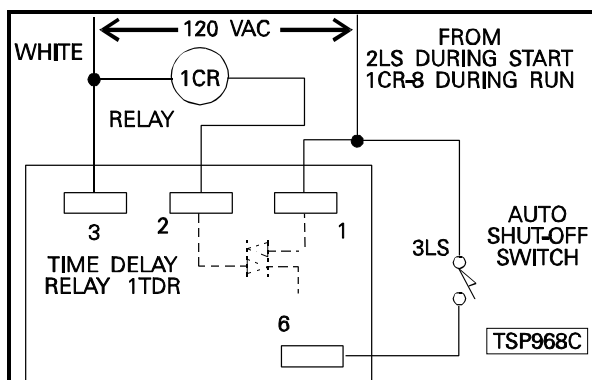 120 VAC
WHITE
FROM
2LS DURING START
1CR-8 DURING RUN
1CR
RELAY
3
2
1
TIME DELAY
RELAY 1TDR
3LS
AUTO
SHUT-OFF
SWITCH
6
TSP968C